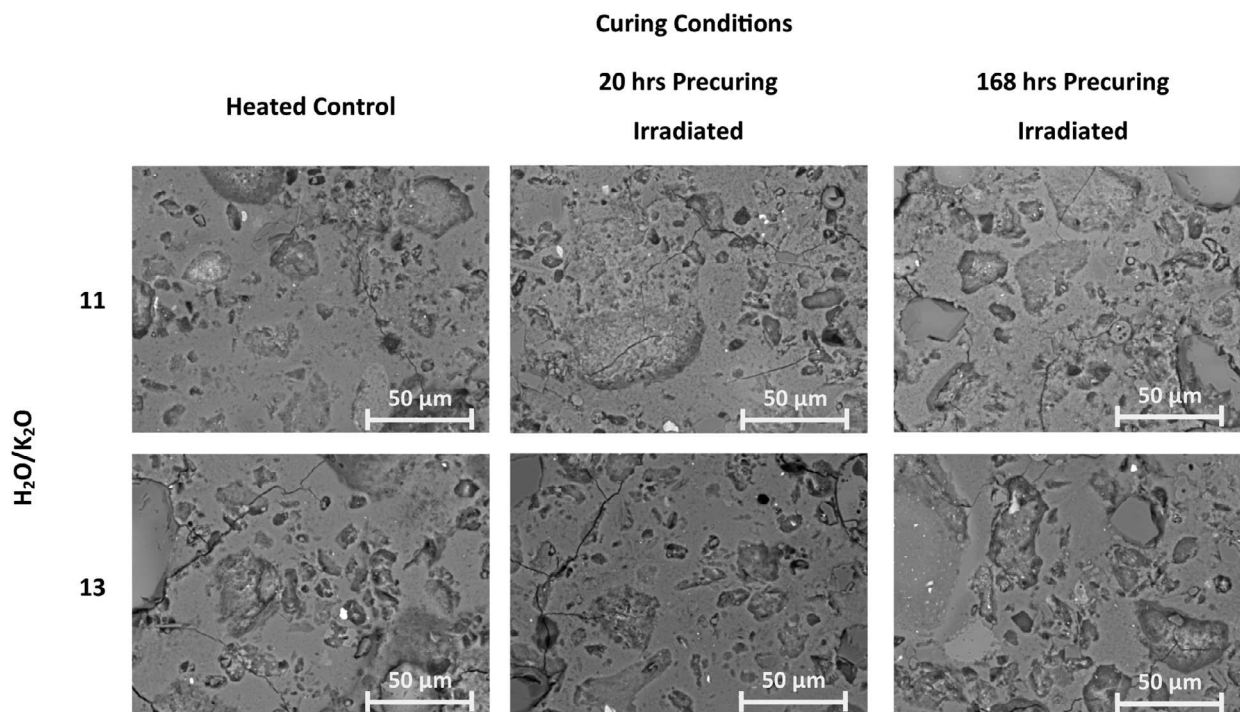 Curing Conditions
Heated Control
20 hrs Precuring
Irradiated
168 hrs Precuring
Irradiated
H₂O/K₂O
11
50 µm
50 µm
50 µm
13
50 µm
50 µm
50 µm